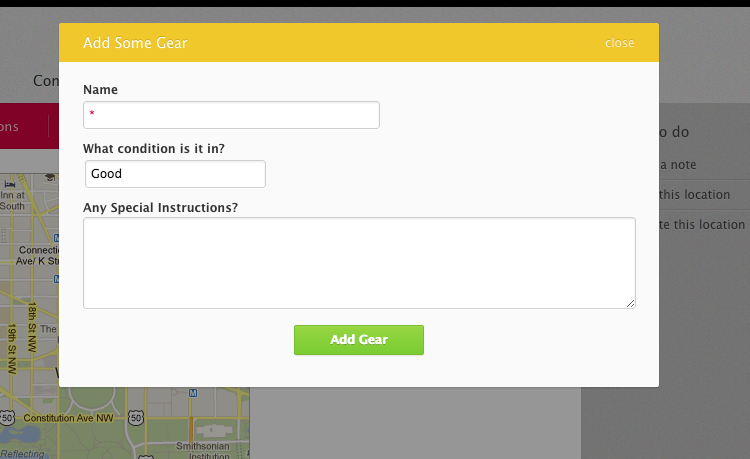 Add Some Gear
close
Name
*
What condition is it in?
Good
Any Special Instructions?
Add Gear
Con
ons
o do
a note
this location
te this location
Inn at
South
M
Connecti
Ave/ K St
M
18th St NW
19th St NW
The
M
50
Constitution Ave NW
50
Smithsonian
Institution
Reflecting